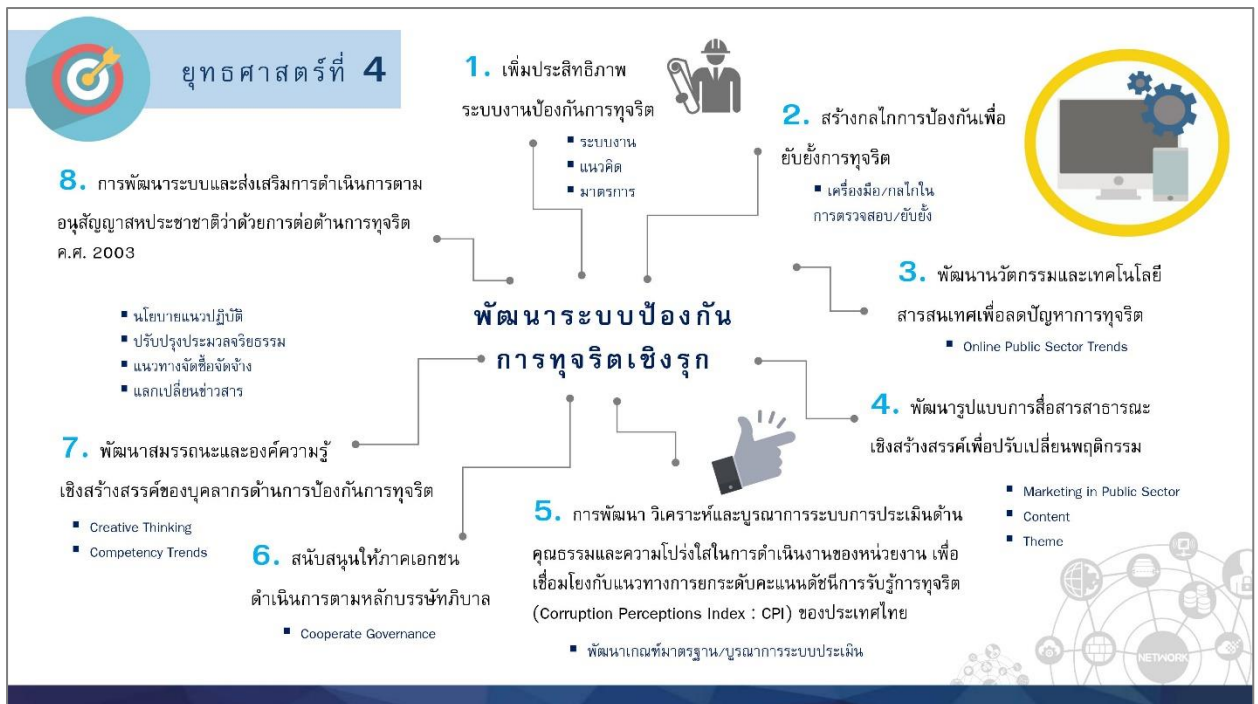 ยุทธศาสตร์ที่ 4
1. เพิ่มประสิทธิภาพ
ระบบงานป้องกันการทุจริต
▪ ระบบงาน
▪ แนวคิด
▪ มาตรการ
2. สร้างกลไกการป้องกันเพื่อ
ยับยั้งการทุจริต
▪ เครื่องมือ/กลไกใน
การตรวจสอบ/ยับยั้ง
3. พัฒนานวัตกรรมและเทคโนโลยี
สารสนเทศเพื่อลดปัญหาการทุจริต
▪ Online Public Sector Trends
4. พัฒนารูปแบบการสื่อสารสาธารณะ
เชิงสร้างสรรค์เพื่อปรับเปลี่ยนพฤติกรรม
▪ Marketing in Public Sector
▪ Content
▪ Theme
5. การพัฒนา วิเคราะห์และบูรณาการระบบการประเมินด้าน
คุณธรรมและความโปร่งใสในการดำเนินงานของหน่วยงาน เพื่อ
เชื่อมโยงกับแนวทางการยกระดับคะแนนดัชนีการรับรู้การทุจริต
(Corruption Perceptions Index : CPI) ของประเทศไทย
▪ พัฒนาเกณฑ์มาตรฐาน/บูรณาการระบบประเมิน
6. สนับสนุนให้ภาคเอกชน
ดำเนินการตามหลักบรรษัทภิบาล
▪ Cooperate Governance
7. พัฒนาสมรรถนะและองค์ความรู้
เชิงสร้างสรรค์ของบุคลากรด้านการป้องกันการทุจริต
▪ Creative Thinking
▪ Competency Trends
8. การพัฒนาระบบและส่งเสริมการดำเนินการตาม
อนุสัญญาสหประชาชาติว่าด้วยการต่อต้านการทุจริต
ค.ศ. 2003
▪ นโยบายแนวปฏิบัติ
▪ ปรับปรุงประมวลจริยธรรม
▪ แนวทางจัดซื้อจัดจ้าง
▪ แลกเปลี่ยนข่าวสาร
พัฒนาระบบป้องกัน
การทุจริตเชิงรุก
NETWORK